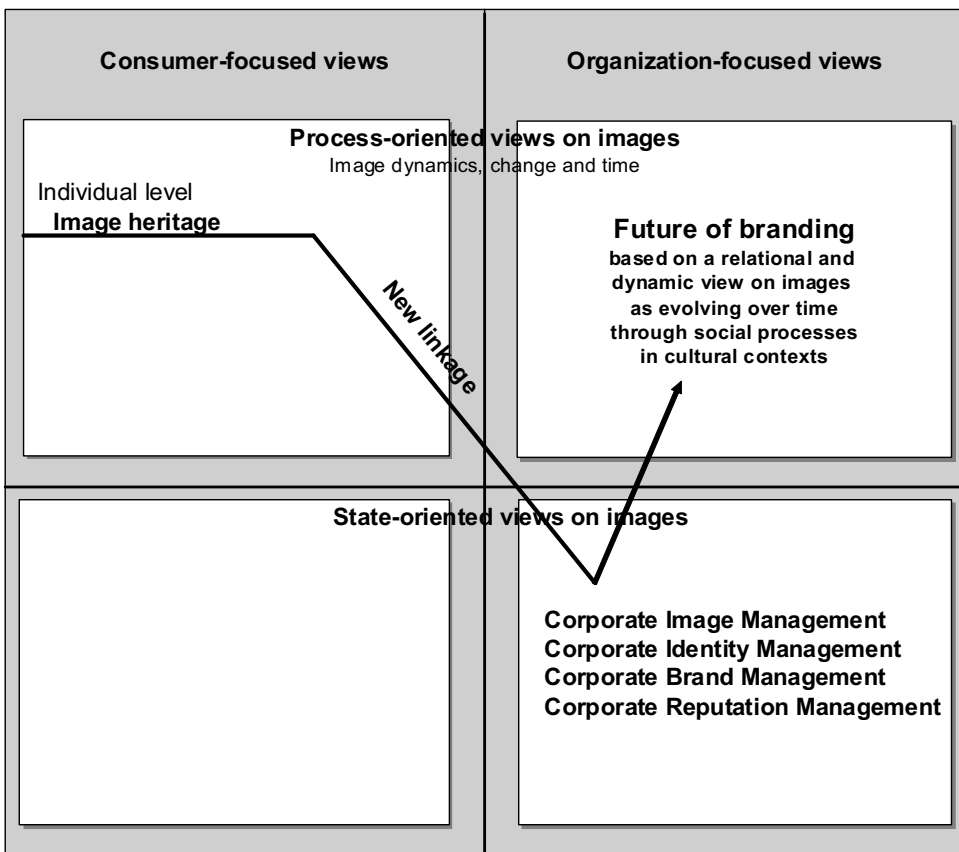 Consumer-focused views
Organization-focused views
Process-oriented views on images
Image dynamics, change and time
Individual level
Image heritage
New linkage
Future of branding
based on a relational and
dynamic view on images
as evolving over time
through social processes
in cultural contexts
State-oriented views on images
Corporate Image Management
Corporate Identity Management
Corporate Brand Management
Corporate Reputation Management